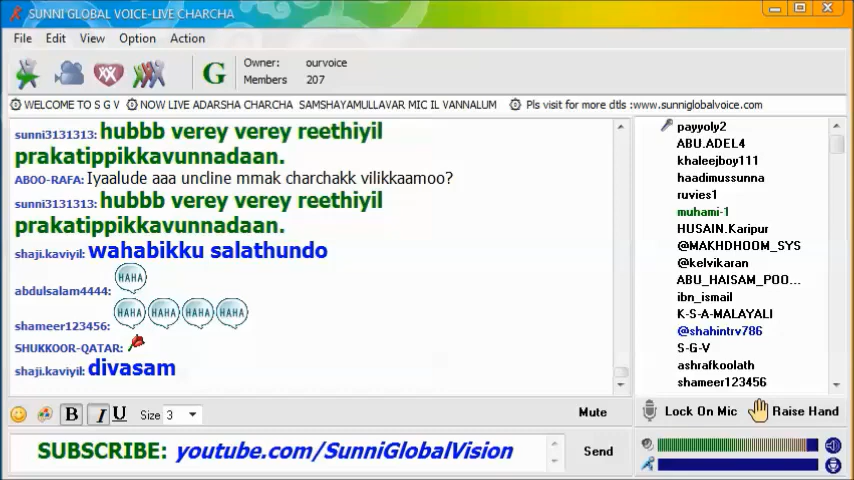 SUNNI GLOBAL VOICE-LIVE CHARCHA
File Edit View Option Action
G
Owner: ourvoice
Members 207
WELCOME TO S G V NOW LIVE ADARSHA CHARCHA SAMSHAYAMULLAVAR MIC IL VANNALUM Pls visit for more dtls :www.sunniglobalvoice.com
sunni3131313: hubbb verey verey reethiyil
prakatippikkavunnadaan.
ABOO-RAFA: Iyaalude aaa uncline mmak charchakk vilikkaamoo?
sunni3131313: hubbb verey verey reethiyil
prakatippikkavunnadaan.
shaji.kaviyil: wahabikku salathundo
abdulsalam4444: HAHA
shameer123456: HAHA HAHA HAHA HAHA
SHUKKOOR-QATAR:
shaji.kaviyil: divasam
payyoly2
ABU.ADEL4
khaleejboy111
haadimussunna
ruvies1
muhami-1
HUSAIN.Karipur
@MAKHDHOOM_SYS
@kelvikaran
ABU_HAISAM_POO...
ibn_ismail
K-S-A-MALAYALI
@shahintrv786
S-G-V
ashrafkoolath
shameer123456
B I U Size 3 Mute
Lock On Mic Raise Hand
SUBSCRIBE: youtube.com/SunniGlobalVision Send